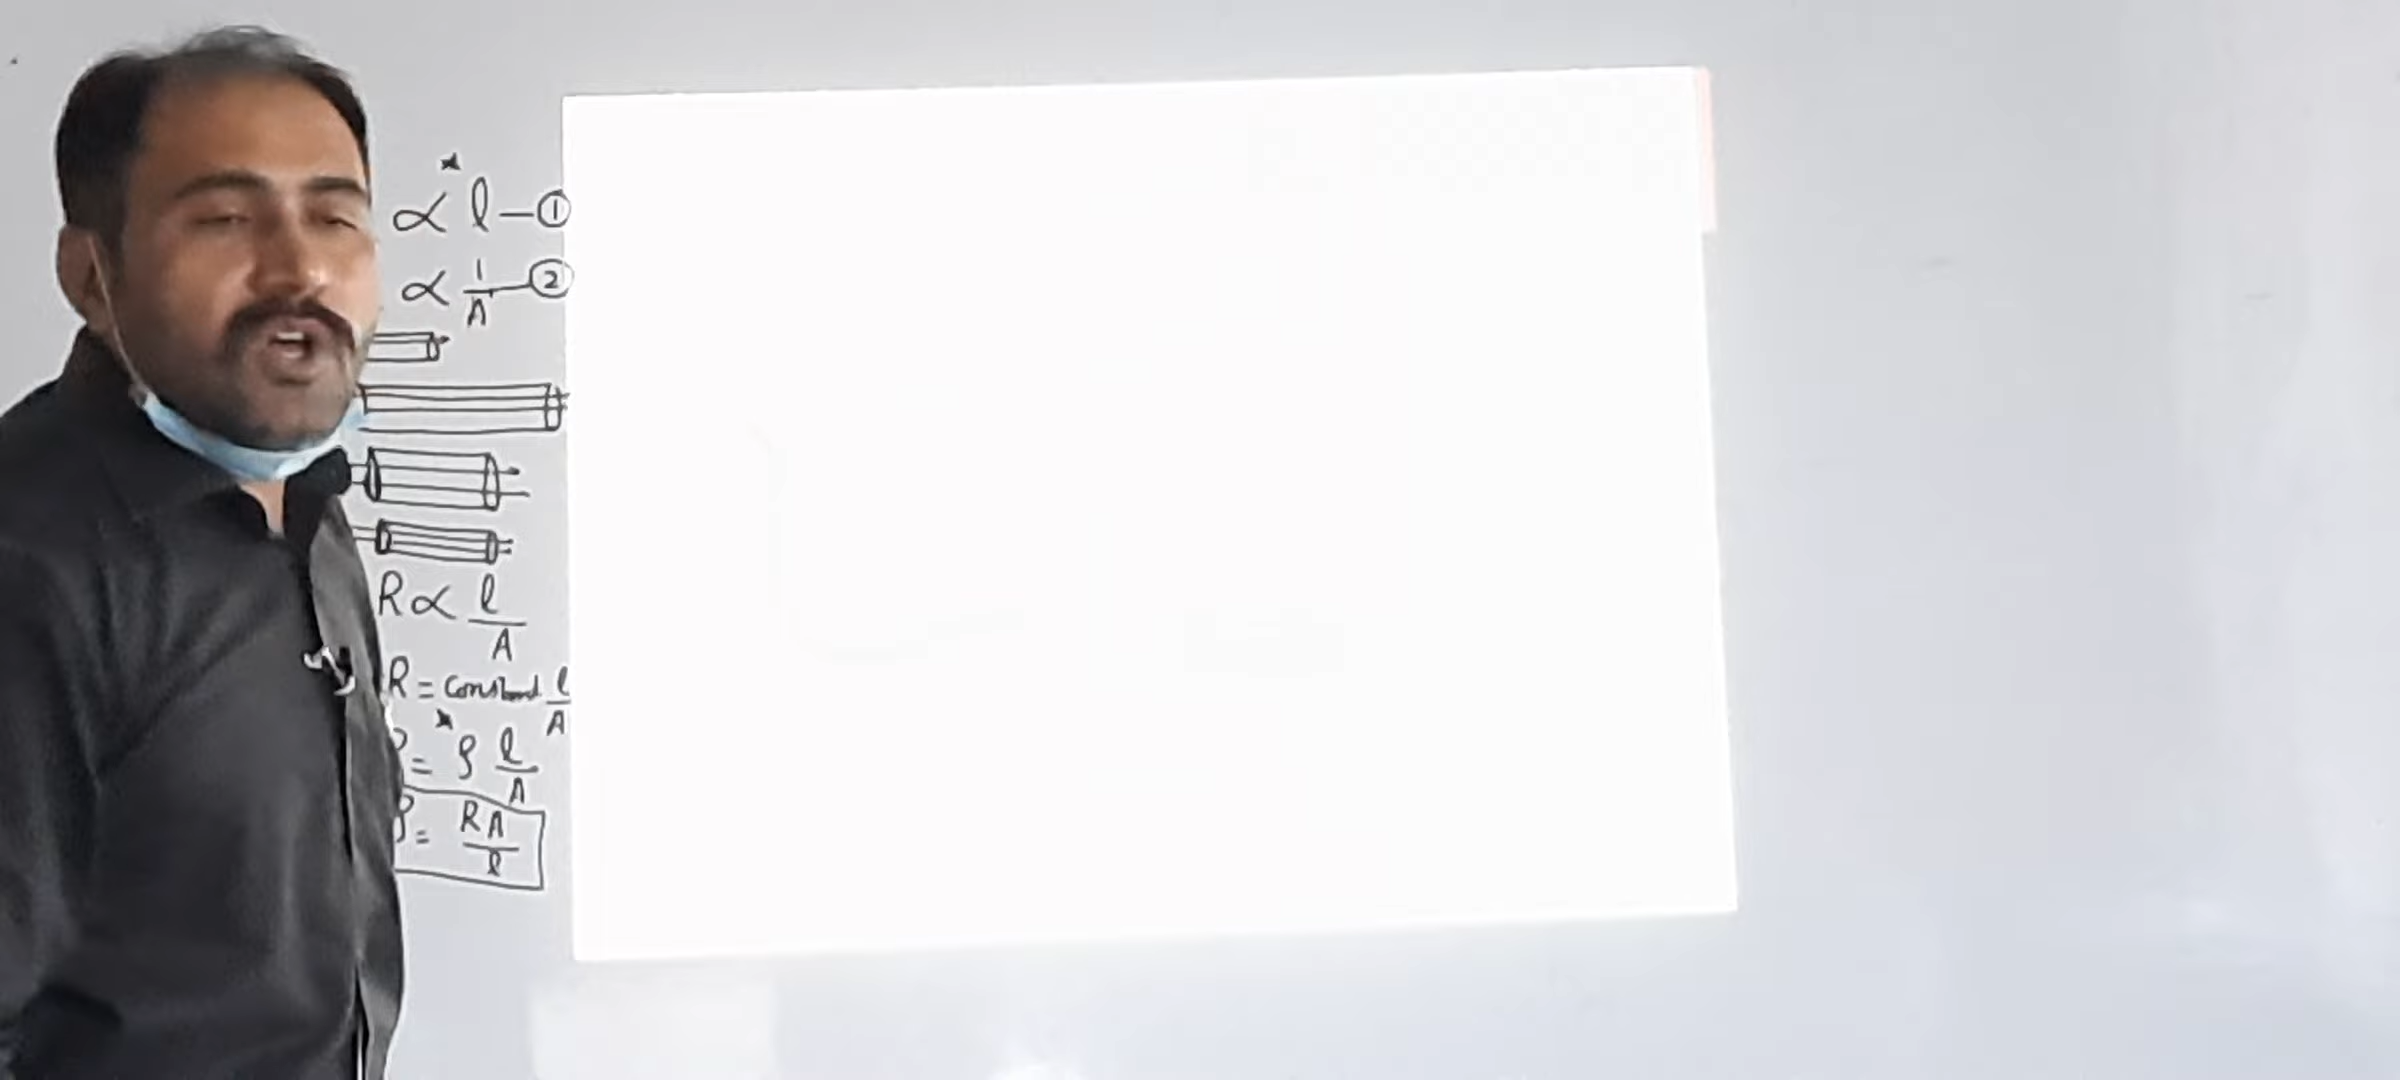 ∝ l — ①
∝ 1/A — ②
R ∝ l/A
R = constant l/A
= ρ l/A
= RA/l